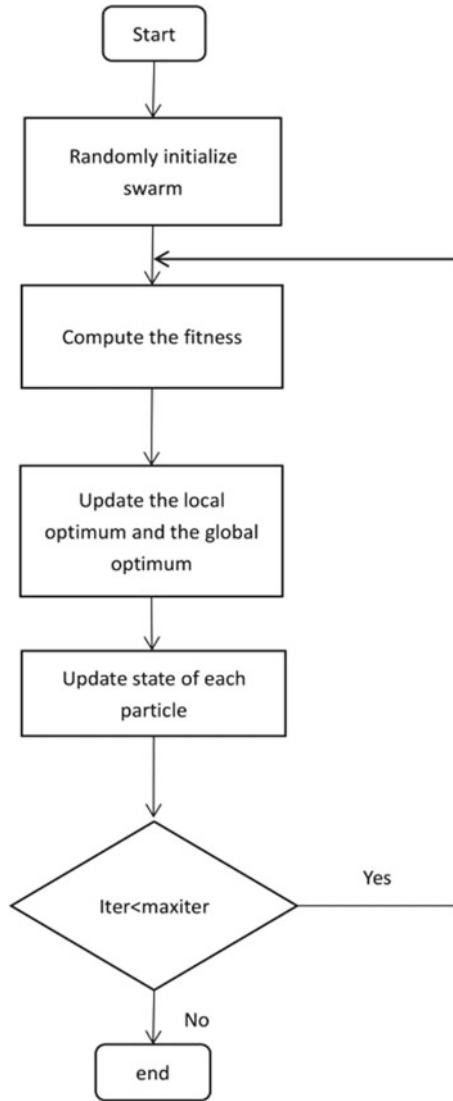 Start
Randomly initialize
swarm
Compute the fitness
Update the local
optimum and the global
optimum
Update state of each
particle
Iter<maxiter
Yes
No
end